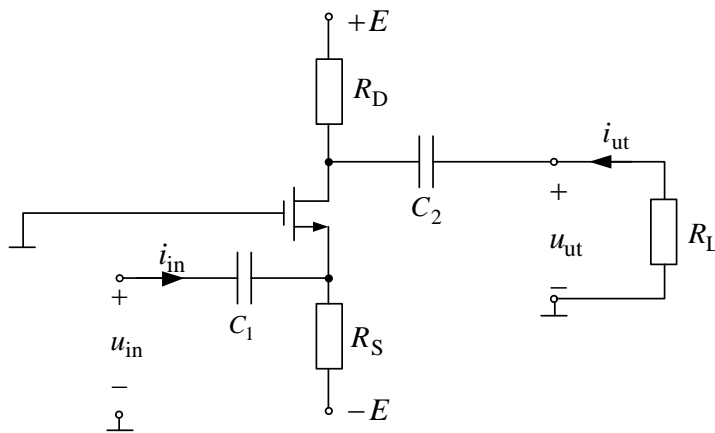 +E
R_D
i_ut
+
C_2
u_ut
R_L
i_in
−
+
C_1
R_S
u_in
−
−E